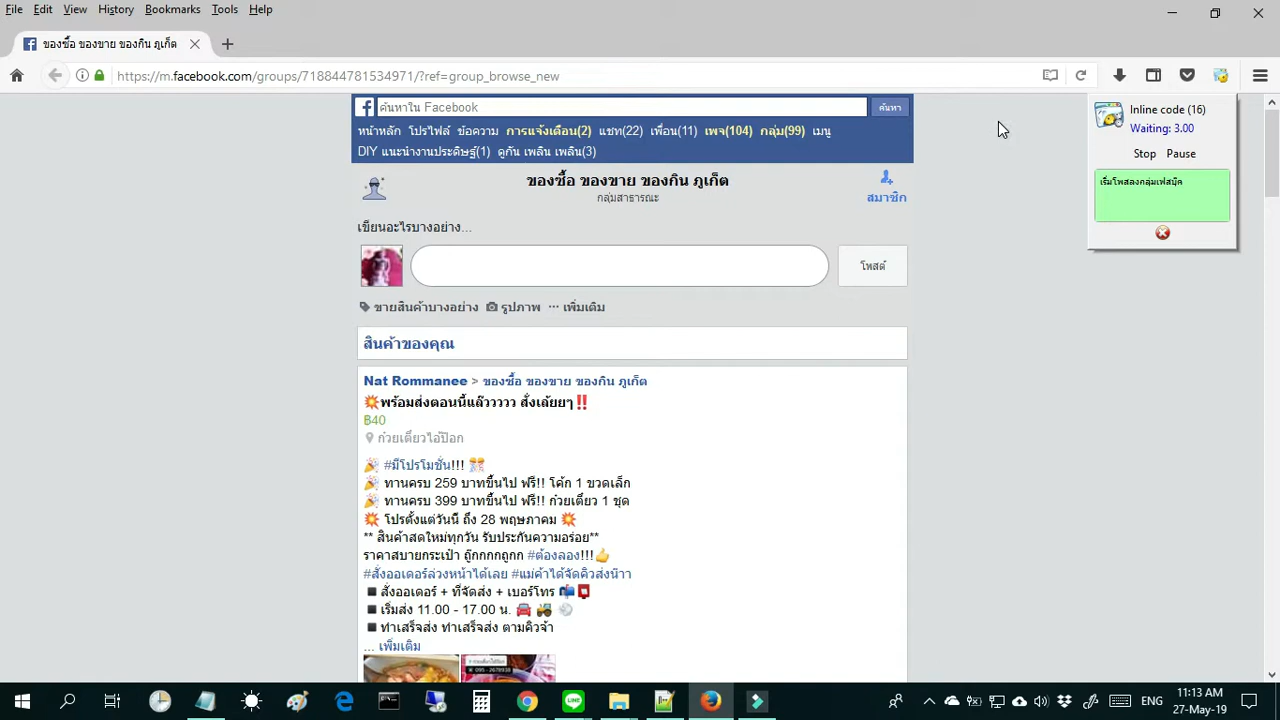 File Edit View History Bookmarks Tools Help
ของซื้อ ของขาย ของกิน ภูเก็ต
https://m.facebook.com/groups/718844781534971/?ref=group_browse_new
ค้นหาใน Facebook ค้นหา
หน้าหลัก โปรไฟล์ ข้อความ การแจ้งเตือน(2) แชท(22) เพื่อน(11) เพจ(104) กลุ่ม(99) เมนู
DIY แนะนำงานประดิษฐ์(1) ดูกัน เพลิน เพลิน(3)
Inline code (16)
Waiting: 3.00
Stop Pause
เริ่มโพสลงกลุ่มเฟสบุ๊ค
ของซื้อ ของขาย ของกิน ภูเก็ต
กลุ่มสาธารณะ
สมาชิก
เขียนอะไรบางอย่าง...
โพสต์
ขายสินค้าบางอย่าง รูปภาพ ··· เพิ่มเติม
สินค้าของคุณ
Nat Rommanee > ของซื้อ ของขาย ของกิน ภูเก็ต
💥พร้อมส่งตอนนี้แล๊วววววว สั่งเล้ยยๆ‼️
฿40
ก๋วยเตี๋ยวไอ่ป๊อก
🎉 #มีโปรโมชั่น!!! 🎊
🎉 ทานครบ 259 บาทขึ้นไป ฟรี!! โค้ก 1 ขวดเล็ก
🎉 ทานครบ 399 บาทขึ้นไป ฟรี!! ก๋วยเตี๋ยว 1 ชุด
💥 โปรตั้งแต่วันนี้ ถึง 28 พฤษภาคม 💥
** สินค้าสดใหม่ทุกวัน รับประกันความอร่อย**
ราคาสบายกระเป๋า ถู๊กกกกถูกก #ต้องลอง!!!👍
#สั่งออเดอร์ล่วงหน้าได้เลย #แม่ค้าได้จัดคิวส่งน๊าา
◾ สั่งออเดอร์ + ที่จัดส่ง + เบอร์โทร 📬📮
◾ เริ่มส่ง 11.00 - 17.00 น. 🚘 🚜 💨
◾ ทำเสร็จส่ง ทำเสร็จส่ง ตามคิวจ้า
... เพิ่มเติม
ENG
11:13 AM
27-May-19